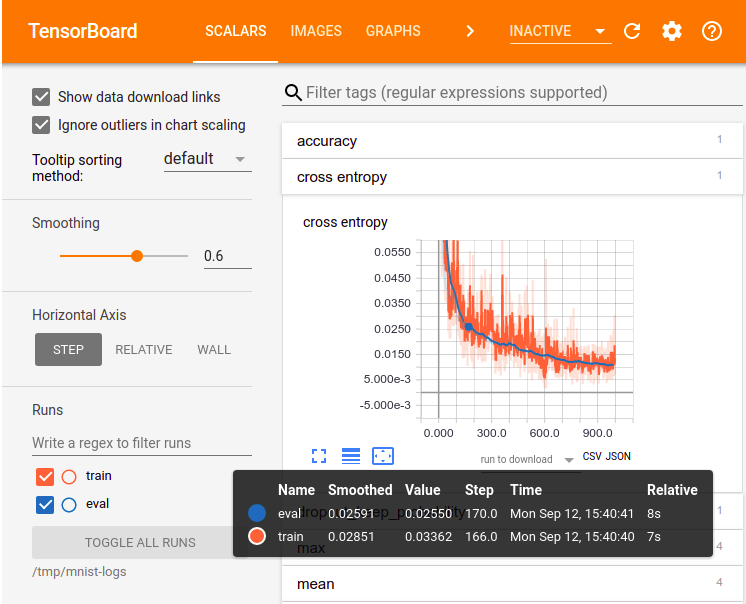 TensorBoard
SCALARS IMAGES GRAPHS INACTIVE
Show data download links
Ignore outliers in chart scaling
Tooltip sorting
method:
default
Smoothing
0.6
Horizontal Axis
STEP RELATIVE WALL
Runs
Write a regex to filter runs
train
eval
TOGGLE ALL RUNS
/tmp/mnist-logs
Filter tags (regular expressions supported)
accuracy 1
cross entropy 1
cross entropy
0.0550
0.0450
0.0350
0.0250
0.0150
5.000e-3
-5.000e-3
0.000 300.0 600.0 900.0
run to download CSV JSON
Name Smoothed Value Step Time Relative
eval 170.0 Mon Sep 12, 15:40:41 8s
train 0.02851 0.03362 166.0 Mon Sep 12, 15:40:40 7s
1
max 4
mean 4